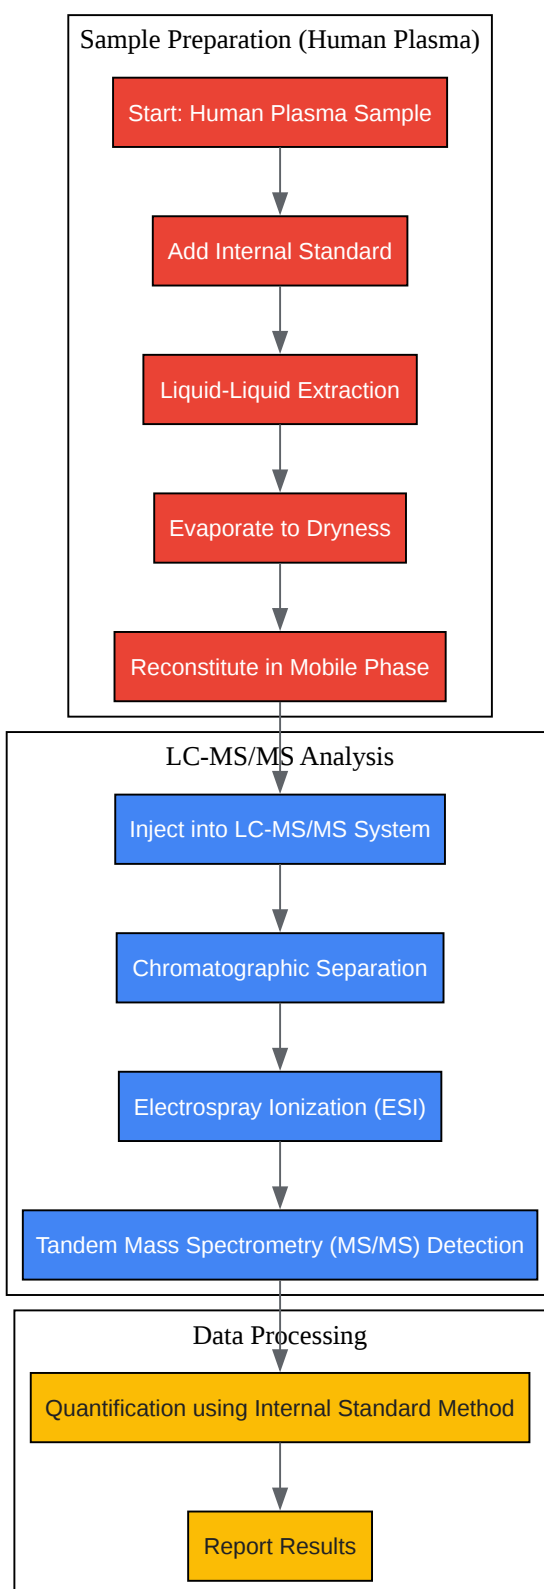 Sample Preparation (Human Plasma)
Start: Human Plasma Sample
Add Internal Standard
Liquid-Liquid Extraction
Evaporate to Dryness
Reconstitute in Mobile Phase
LC-MS/MS Analysis
Inject into LC-MS/MS System
Chromatographic Separation
Electrospray Ionization (ESI)
Tandem Mass Spectrometry (MS/MS) Detection
Data Processing
Quantification using Internal Standard Method
Report Results